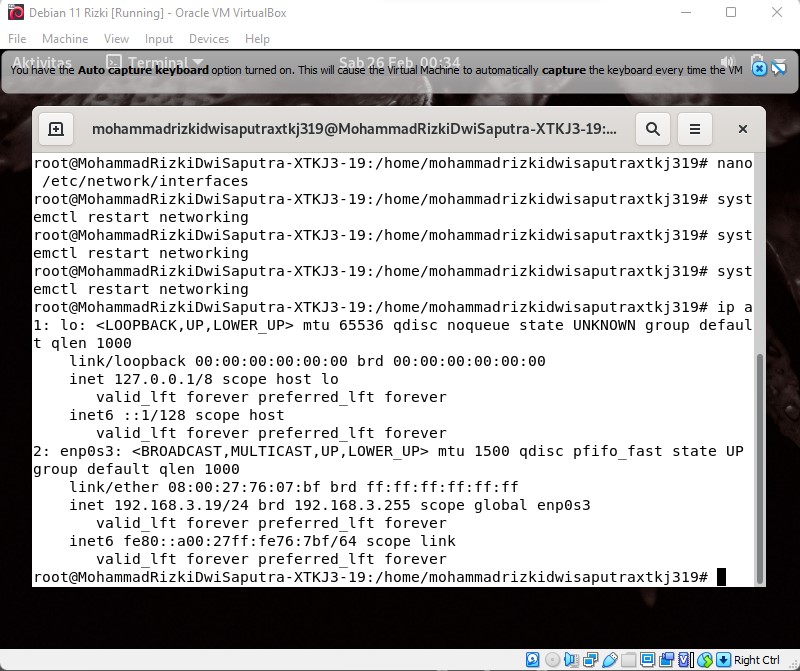 Debian 11 Rizki [Running] - Oracle VM VirtualBox
File Machine View Input Devices Help
Aktivitas Terminal Sab 26 Feb 00:34
You have the Auto capture keyboard option turned on. This will cause the Virtual Machine to automatically capture the keyboard every time the VM
mohammadrizkidwisaputraxtkj319@MohammadRizkiDwiSaputra-XTKJ3-19:...
root@MohammadRizkiDwiSaputra-XTKJ3-19:/home/mohammadrizkidwisaputraxtkj319# nano
 /etc/network/interfaces
root@MohammadRizkiDwiSaputra-XTKJ3-19:/home/mohammadrizkidwisaputraxtkj319# syst
emctl restart networking
root@MohammadRizkiDwiSaputra-XTKJ3-19:/home/mohammadrizkidwisaputraxtkj319# syst
emctl restart networking
root@MohammadRizkiDwiSaputra-XTKJ3-19:/home/mohammadrizkidwisaputraxtkj319# syst
emctl restart networking
root@MohammadRizkiDwiSaputra-XTKJ3-19:/home/mohammadrizkidwisaputraxtkj319# ip a
1: lo: <LOOPBACK,UP,LOWER_UP> mtu 65536 qdisc noqueue state UNKNOWN group defaul
t qlen 1000
    link/loopback 00:00:00:00:00:00 brd 00:00:00:00:00:00
    inet 127.0.0.1/8 scope host lo
       valid_lft forever preferred_lft forever
    inet6 ::1/128 scope host
       valid_lft forever preferred_lft forever
2: enp0s3: <BROADCAST,MULTICAST,UP,LOWER_UP> mtu 1500 qdisc pfifo_fast state UP
group default qlen 1000
    link/ether 08:00:27:76:07:bf brd ff:ff:ff:ff:ff:ff
    inet 192.168.3.19/24 brd 192.168.3.255 scope global enp0s3
       valid_lft forever preferred_lft forever
    inet6 fe80::a00:27ff:fe76:7bf/64 scope link
       valid_lft forever preferred_lft forever
root@MohammadRizkiDwiSaputra-XTKJ3-19:/home/mohammadrizkidwisaputraxtkj319#
Right Ctrl